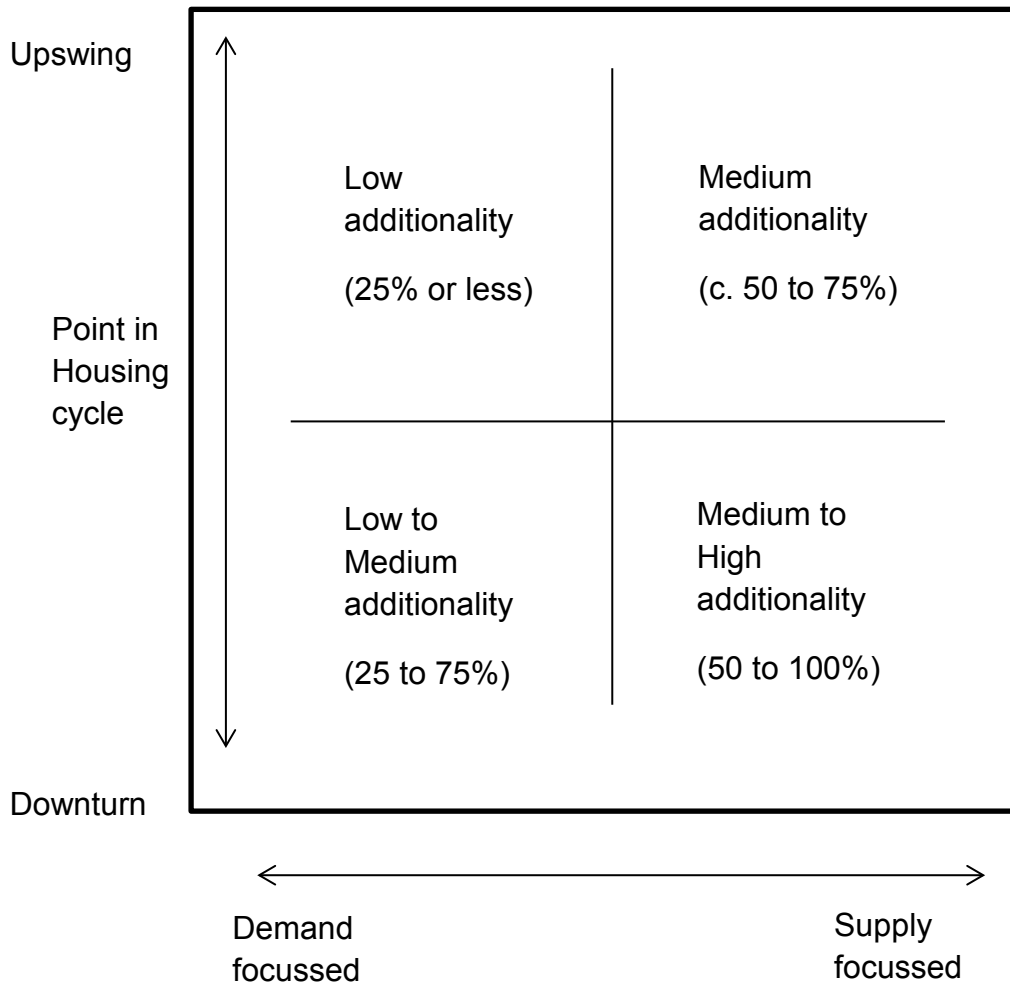 Upswing
Low
additionality
(25% or less)
Medium
additionality
(c. 50 to 75%)
Point in
Housing
cycle
Low to
Medium
additionality
(25 to 75%)
Medium to
High
additionality
(50 to 100%)
Downturn
Demand
focussed
Supply
focussed